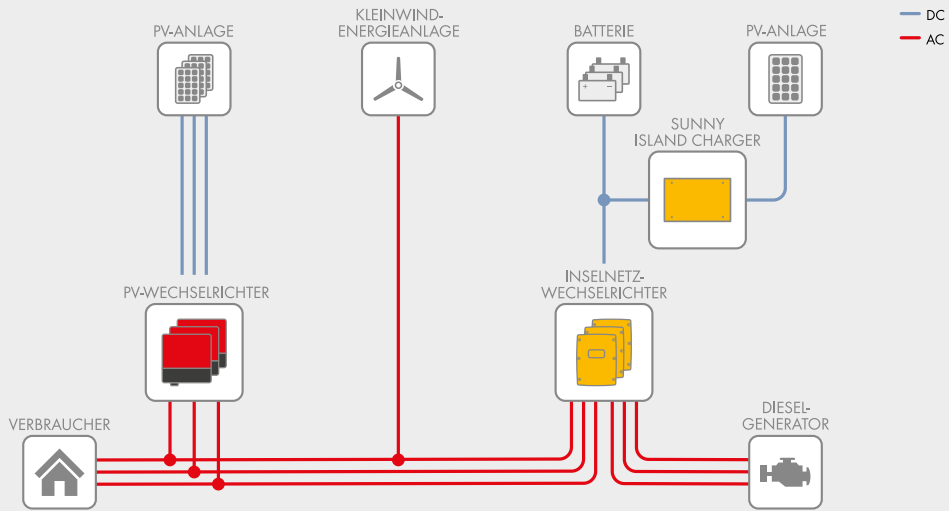 KLEINWIND-
ENERGIEANLAGE
PV-ANLAGE
BATTERIE
PV-ANLAGE
DC
AC
SUNNY
ISLAND CHARGER
PV-WECHSELRICHTER
INSELNETZ-
WECHSELRICHTER
VERBRAUCHER
DIESEL-
GENERATOR